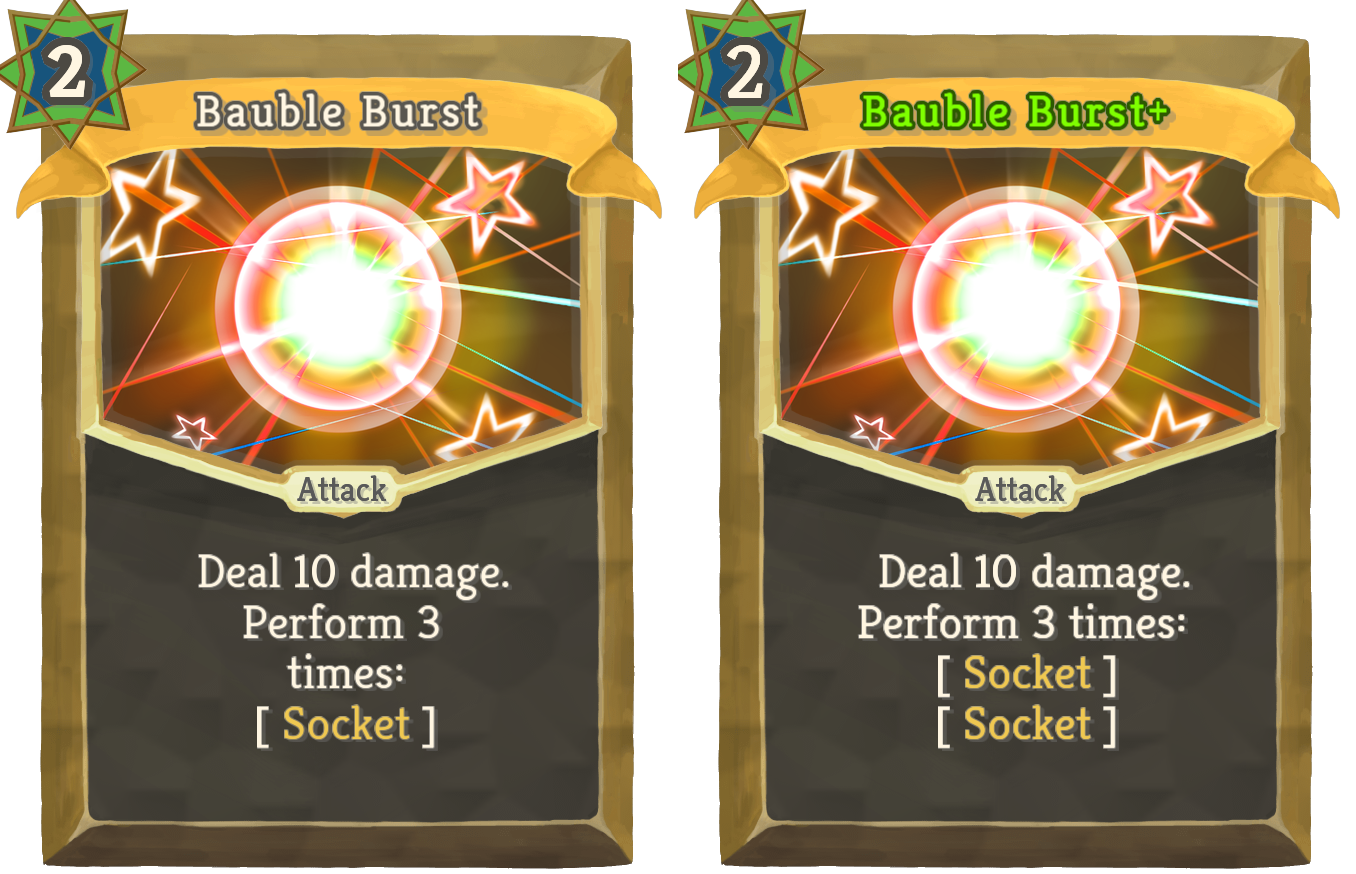 2
Bauble Burst
Attack
Deal 10 damage.
Perform 3
times:
[ Socket ]
2
Bauble Burst+
Attack
Deal 10 damage.
Perform 3 times:
[ Socket ]
[ Socket ]